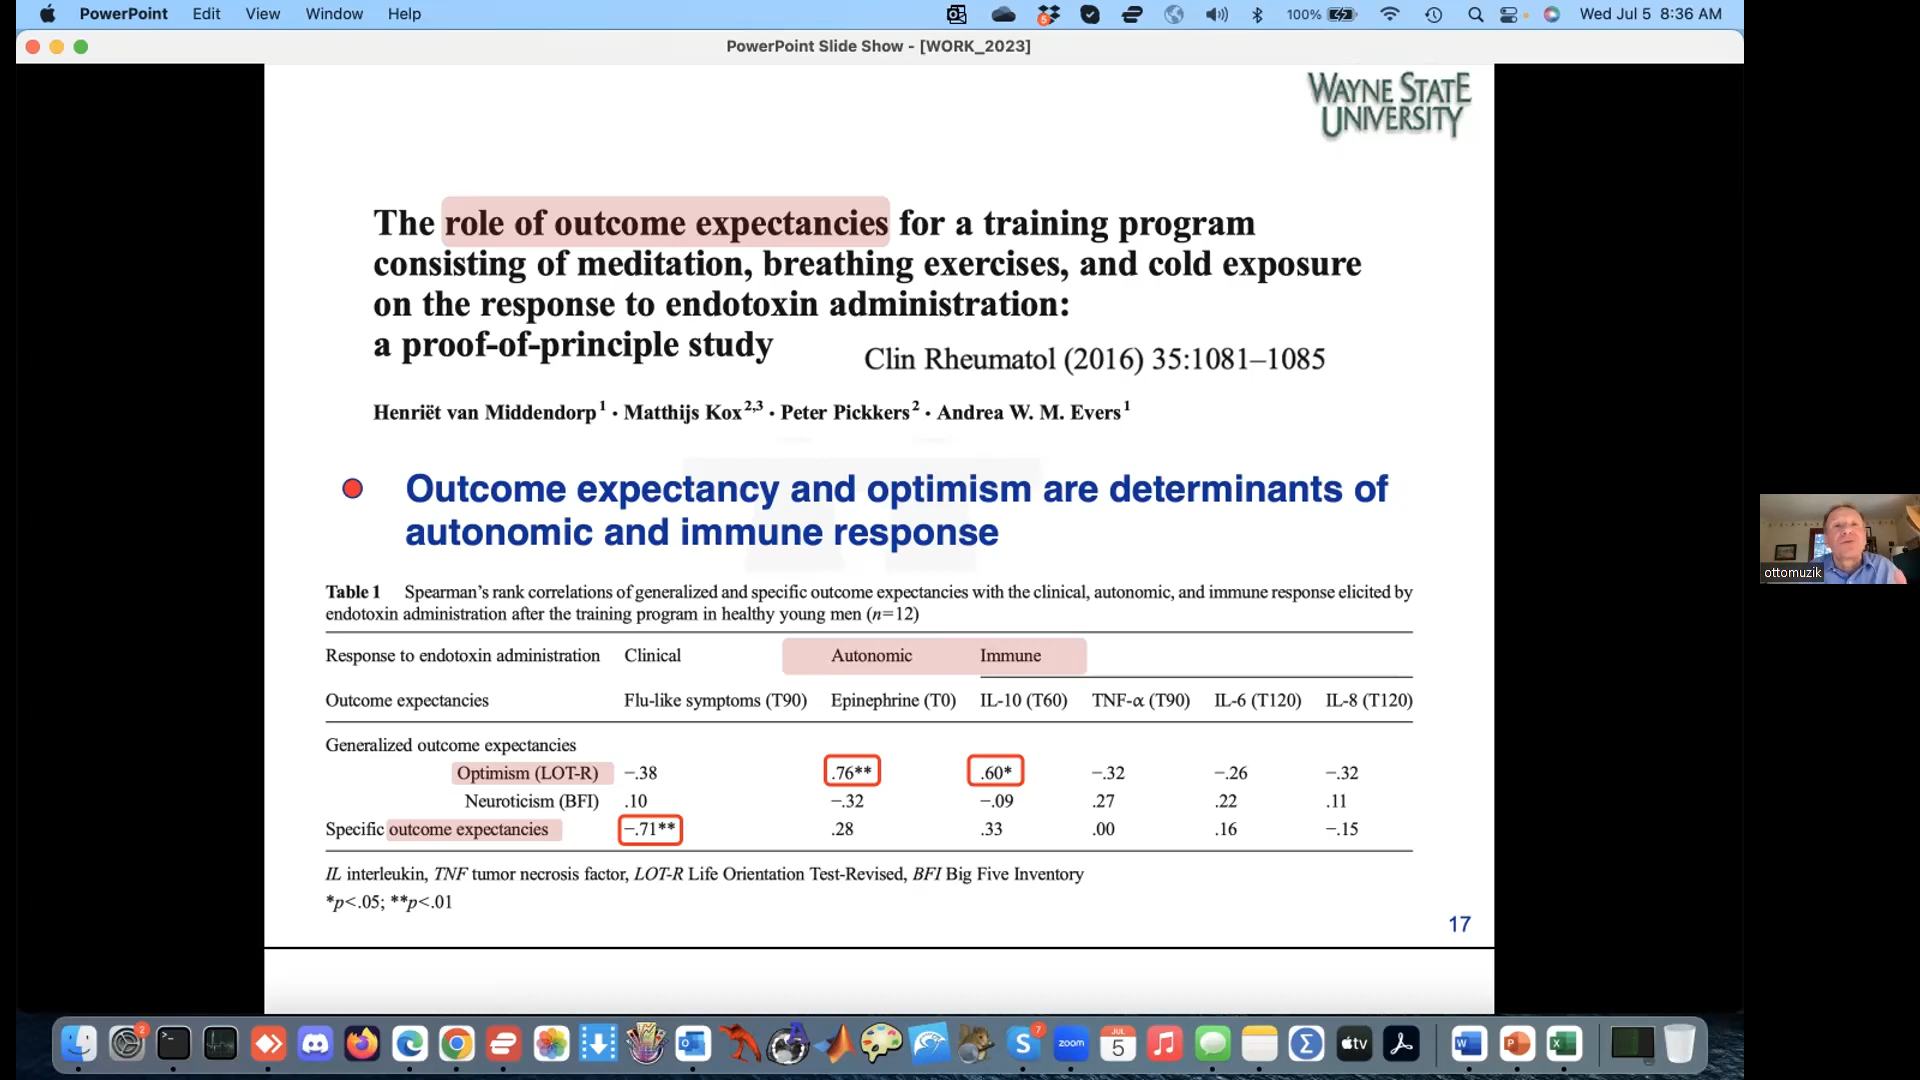 PowerPoint Edit View Window Help 100% Wed Jul 5 8:36 AM
PowerPoint Slide Show - [WORK_2023]
WAYNE STATE
UNIVERSITY
The role of outcome expectancies for a training program
consisting of meditation, breathing exercises, and cold exposure
on the response to endotoxin administration:
a proof-of-principle study
Clin Rheumatol (2016) 35:1081–1085
Henriët van Middendorp1 · Matthijs Kox2,3 · Peter Pickkers2 · Andrea W. M. Evers1
Outcome expectancy and optimism are determinants of
autonomic and immune response
ottomuzik
Table 1 Spearman's rank correlations of generalized and specific outcome expectancies with the clinical, autonomic, and immune response elicited by
endotoxin administration after the training program in healthy young men (n=12)
Response to endotoxin administration Clinical Autonomic Immune
Outcome expectancies Flu-like symptoms (T90) Epinephrine (T0) IL-10 (T60) TNF-α (T90) IL-6 (T120) IL-8 (T120)
Generalized outcome expectancies
Optimism (LOT-R) −.38 .76** .60* −.32 −.26 −.32
Neuroticism (BFI) .10 −.32 −.09 .27 .22 .11
Specific outcome expectancies −.71** .28 .33 .00 .16 −.15
IL interleukin, TNF tumor necrosis factor, LOT-R Life Orientation Test-Revised, BFI Big Five Inventory
*p<.05; **p<.01
17
2 7 zoom JUL 5 tv W P X